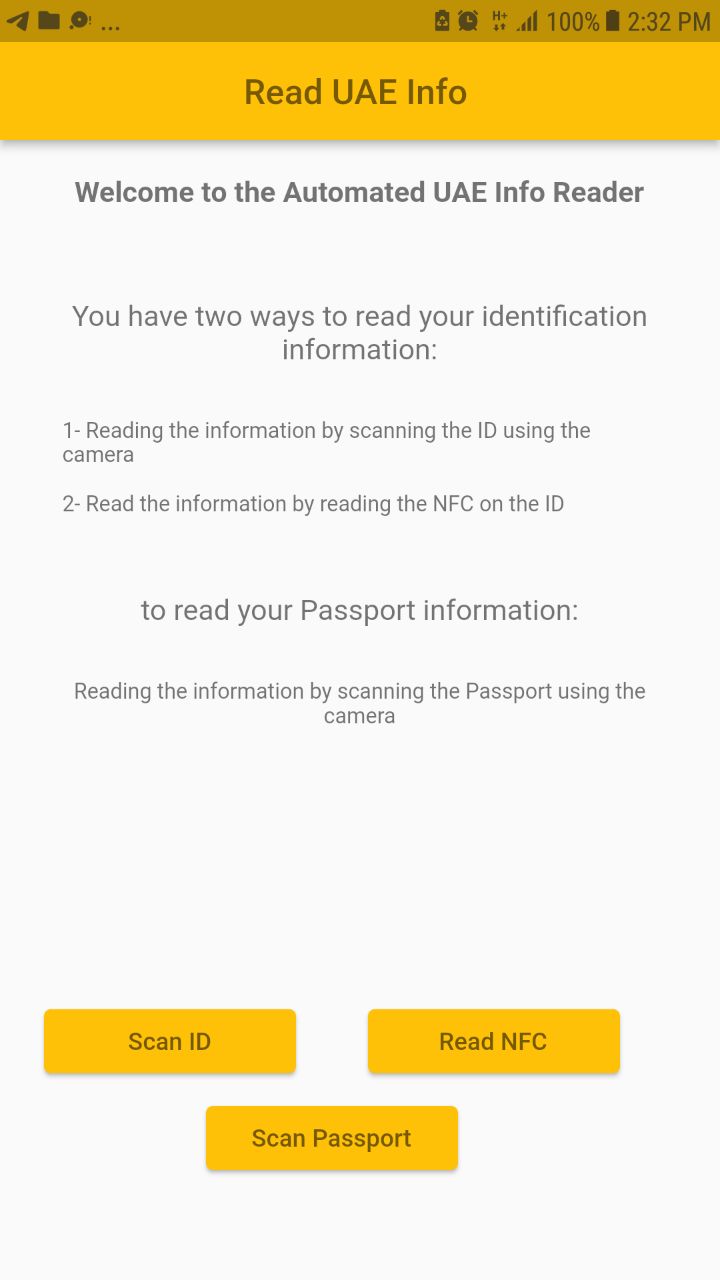 ... H+ 100% 2:32 PM
Read UAE Info
Welcome to the Automated UAE Info Reader
You have two ways to read your identification
information:
1- Reading the information by scanning the ID using the
camera
2- Read the information by reading the NFC on the ID
to read your Passport information:
Reading the information by scanning the Passport using the
camera
Scan ID Read NFC
Scan Passport